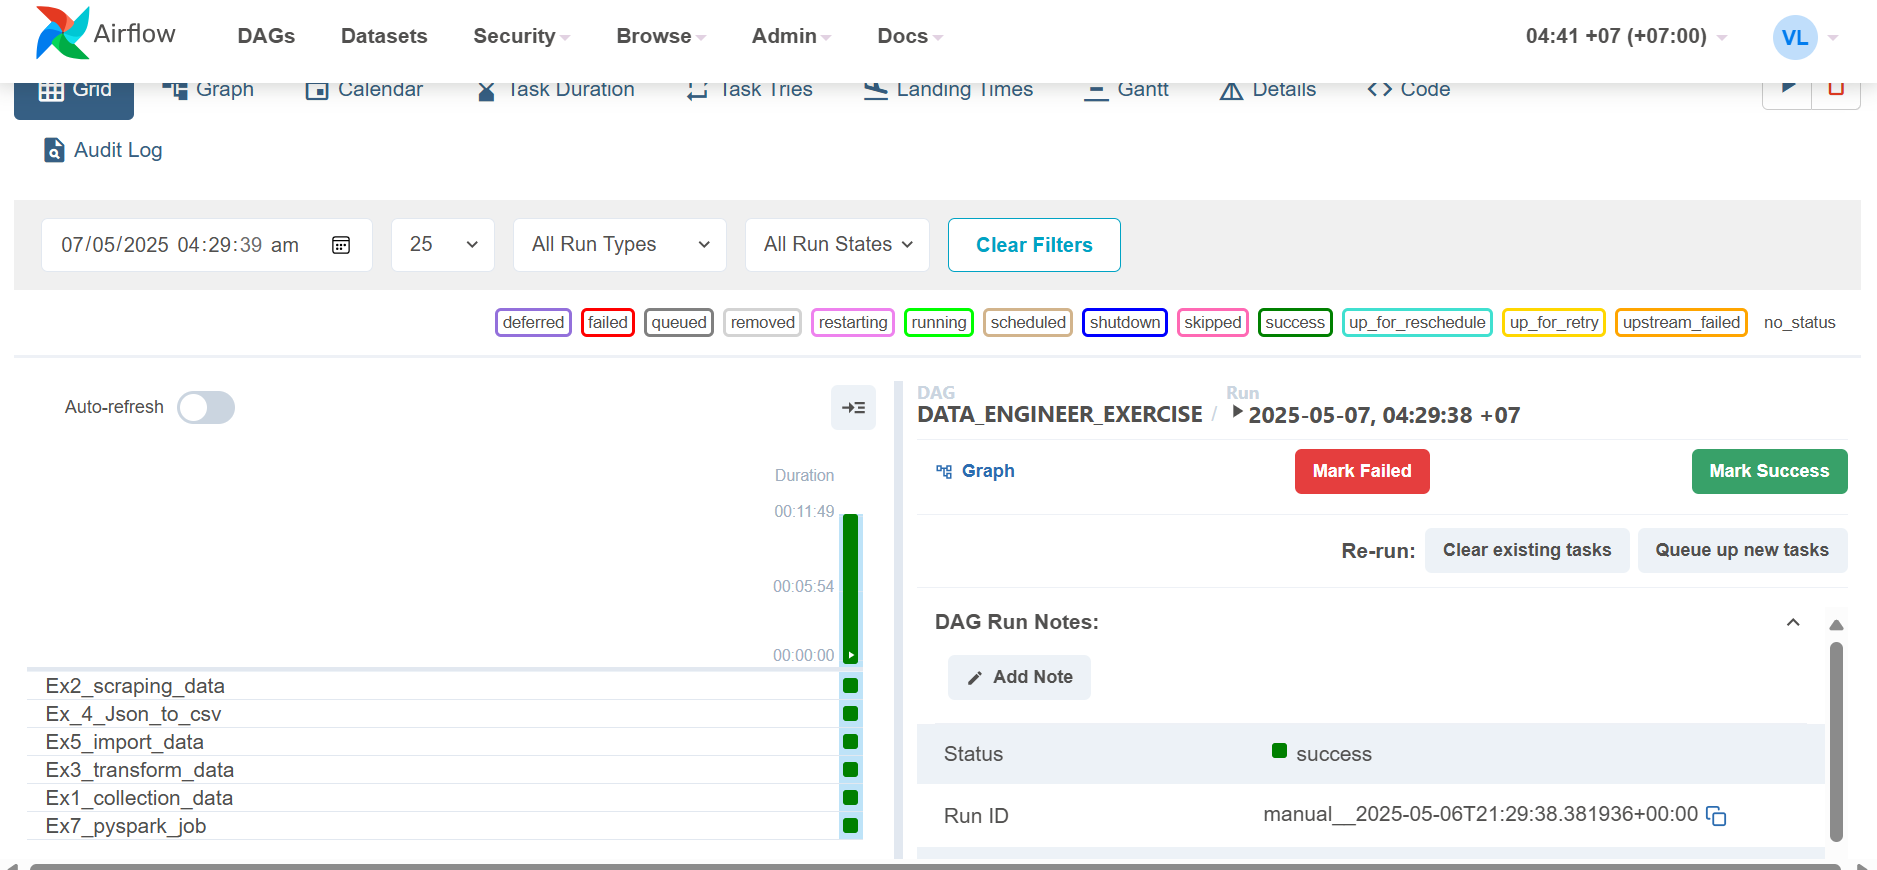 Airflow DAGs Datasets Security Browse Admin Docs 04:41 +07 (+07:00) VL
Grid Graph Calendar Task Duration Task Tries Landing Times Gantt Details <> Code
Audit Log
07/05/2025 04:29:39 am 25 All Run Types All Run States Clear Filters
deferred failed queued removed restarting running scheduled shutdown skipped success up_for_reschedule up_for_retry upstream_failed no_status
Auto-refresh
Duration
00:11:49
00:05:54
00:00:00
Ex2_scraping_data
Ex_4_Json_to_csv
Ex5_import_data
Ex3_transform_data
Ex1_collection_data
Ex7_pyspark_job
DAG Run
DATA_ENGINEER_EXERCISE / 2025-05-07, 04:29:38 +07
Graph Mark Failed Mark Success
Re-run: Clear existing tasks Queue up new tasks
DAG Run Notes:
Add Note
Status success
Run ID manual__2025-05-06T21:29:38.381936+00:00